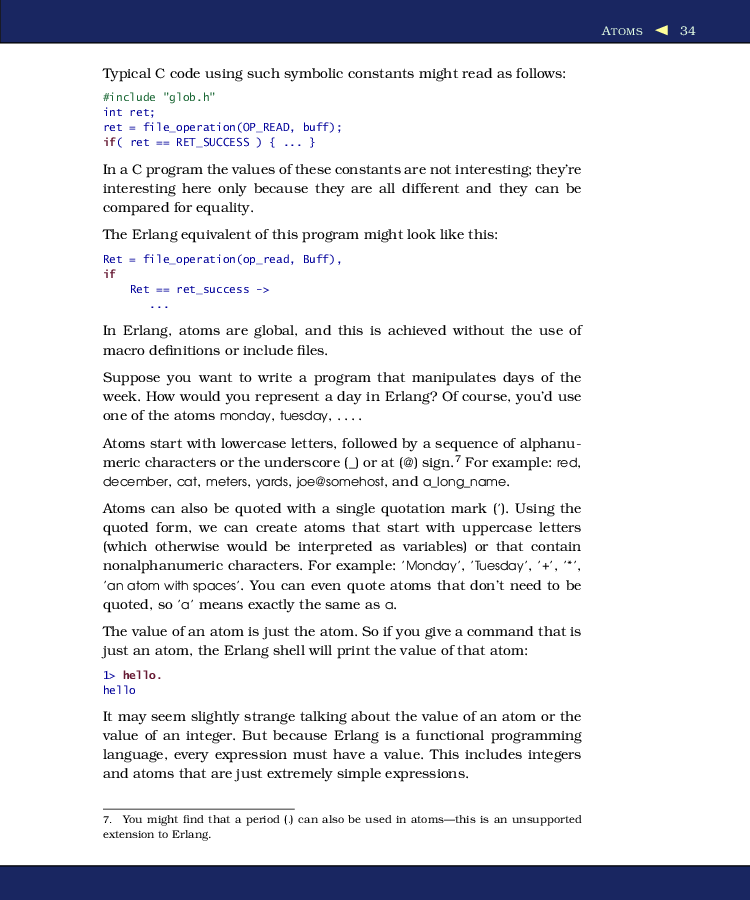 ATOMS ◀ 34
Typical C code using such symbolic constants might read as follows:
#include "glob.h"
int ret;
ret = file_operation(OP_READ, buff);
if( ret == RET_SUCCESS ) { ... }
In a C program the values of these constants are not interesting; they're
interesting here only because they are all different and they can be
compared for equality.
The Erlang equivalent of this program might look like this:
Ret = file_operation(op_read, Buff),
if
    Ret == ret_success ->
       ...
In Erlang, atoms are global, and this is achieved without the use of
macro definitions or include files.
Suppose you want to write a program that manipulates days of the
week. How would you represent a day in Erlang? Of course, you'd use
one of the atoms monday, tuesday, . . . .
Atoms start with lowercase letters, followed by a sequence of alphanu-
meric characters or the underscore (_) or at (@) sign.7 For example: red,
december, cat, meters, yards, joe@somehost, and a_long_name.
Atoms can also be quoted with a single quotation mark ('). Using the
quoted form, we can create atoms that start with uppercase letters
(which otherwise would be interpreted as variables) or that contain
nonalphanumeric characters. For example: 'Monday', 'Tuesday', '+', '*',
'an atom with spaces'. You can even quote atoms that don't need to be
quoted, so 'a' means exactly the same as a.
The value of an atom is just the atom. So if you give a command that is
just an atom, the Erlang shell will print the value of that atom:
1> hello.
hello
It may seem slightly strange talking about the value of an atom or the
value of an integer. But because Erlang is a functional programming
language, every expression must have a value. This includes integers
and atoms that are just extremely simple expressions.
7. You might find that a period (.) can also be used in atoms—this is an unsupported
extension to Erlang.